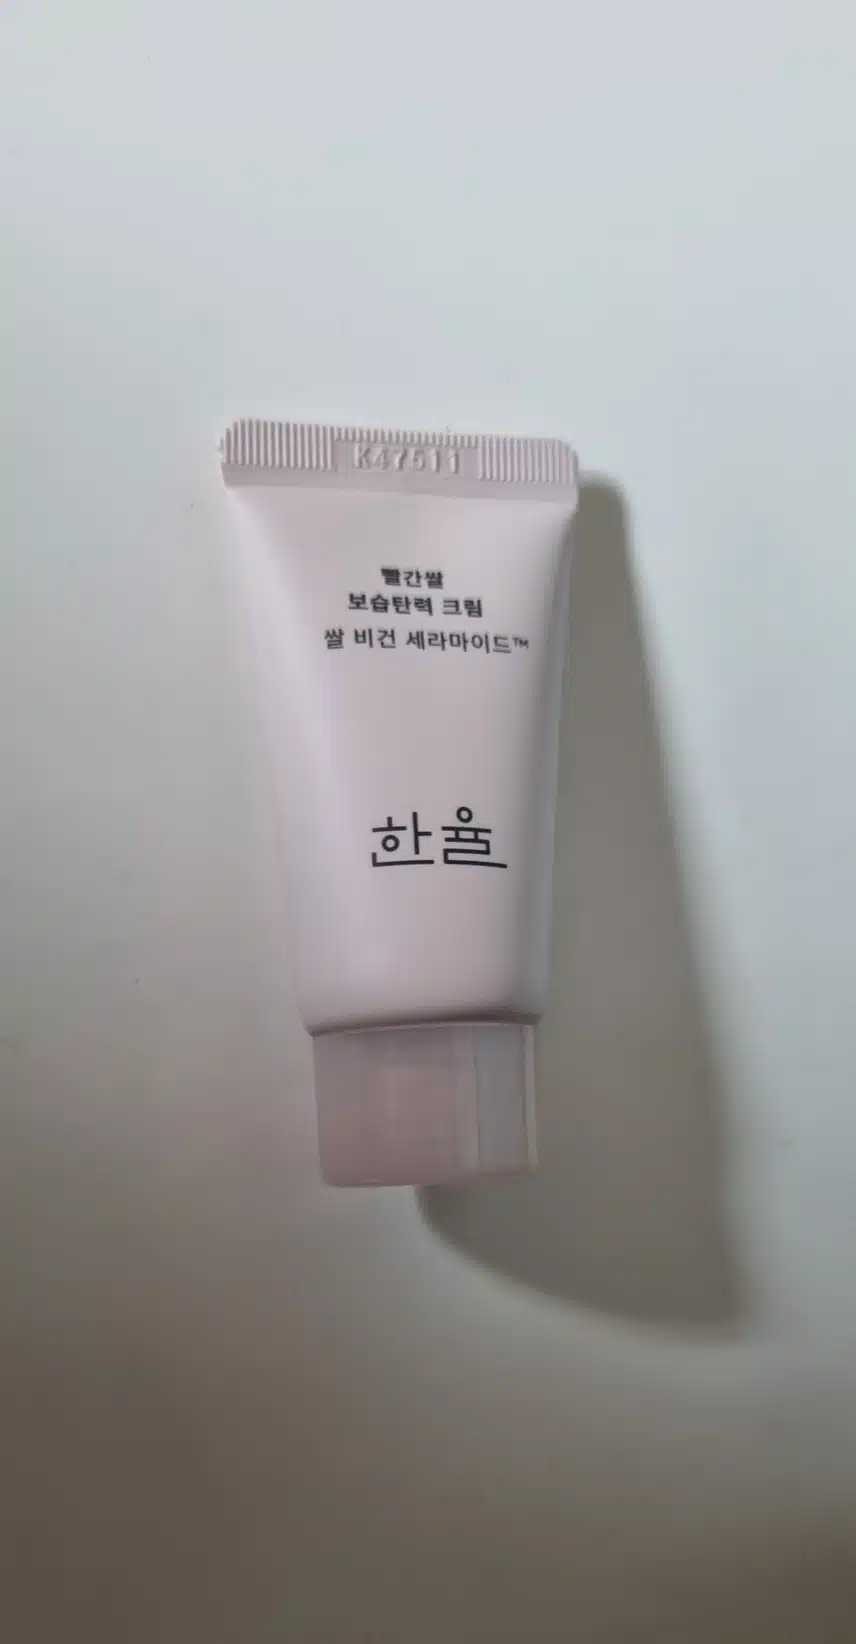 K47511
빨간쌀
보습탄력 크림
쌀 비건 세라마이드™
한율